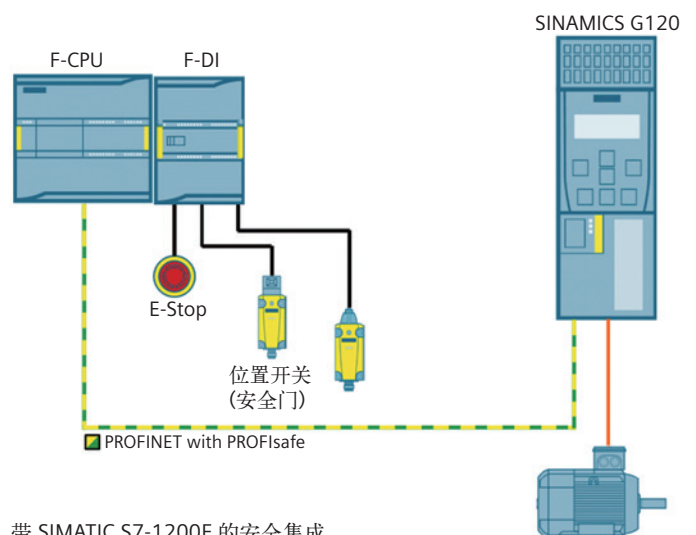 SINAMICS G120
F-CPU
F-DI
E-Stop
位置开关
(安全门)
PROFINET with PROFIsafe
带 SIMATIC S7-1200F 的安全集成